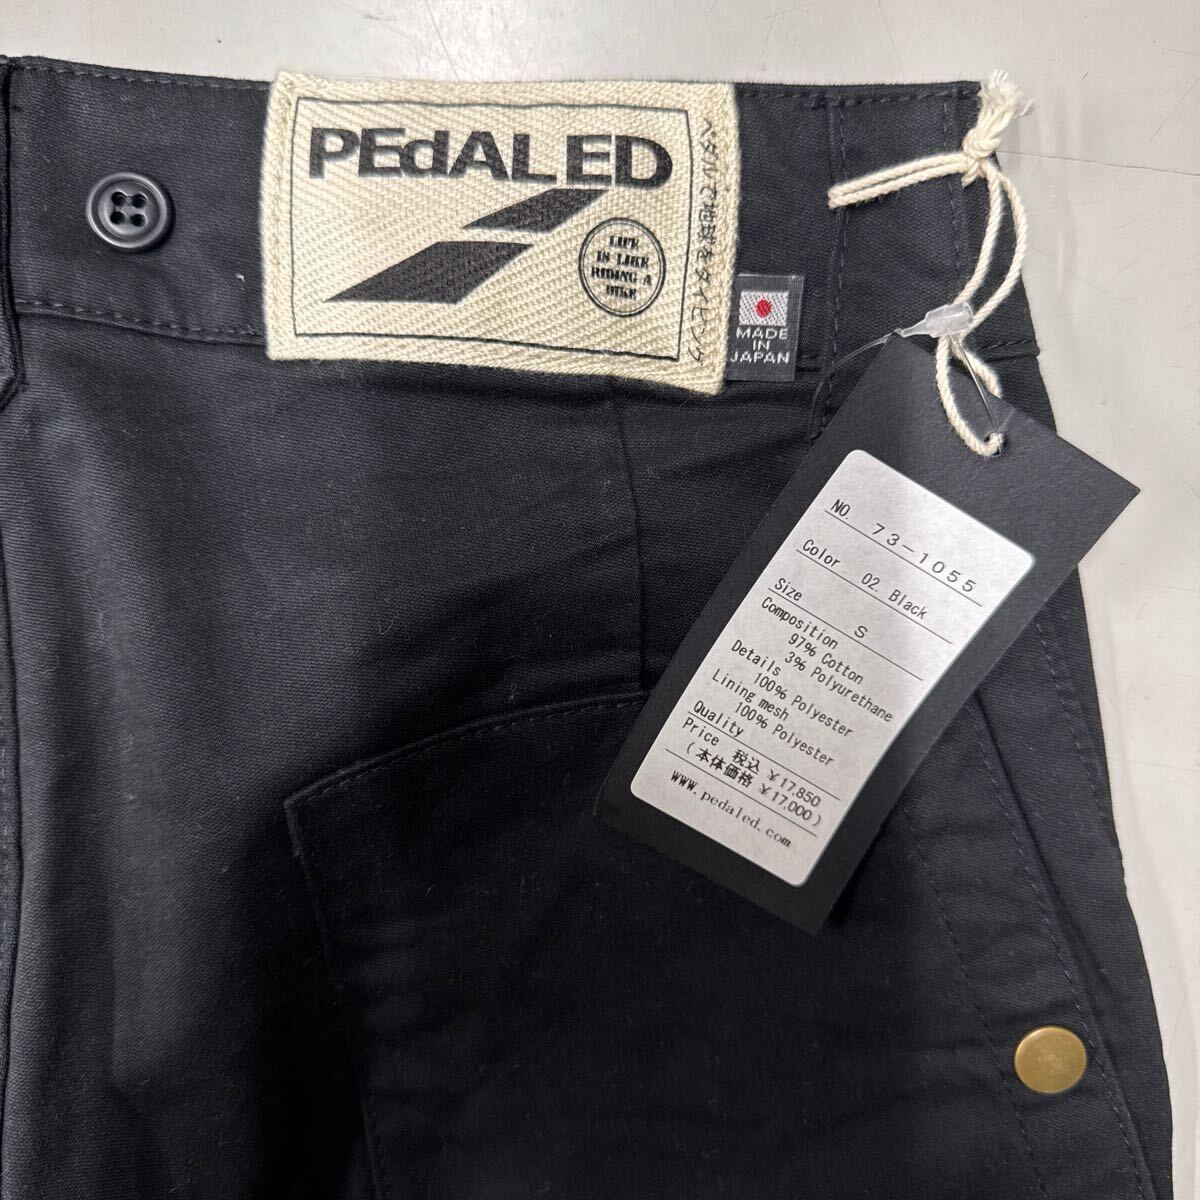 PEdALED
LIFE
IS LIKE
RIDING A
BIKE
MADE
IN
JAPAN
NO. 73-1055
Color 02. Black
Size S
Composition
97% Cotton
3% Polyurethane
Details
100% Polyester
Lining mesh
100% Polyester
Quality
Price 税込 ¥17,850
(本体価格 ¥17,000)
www.pedaled.com